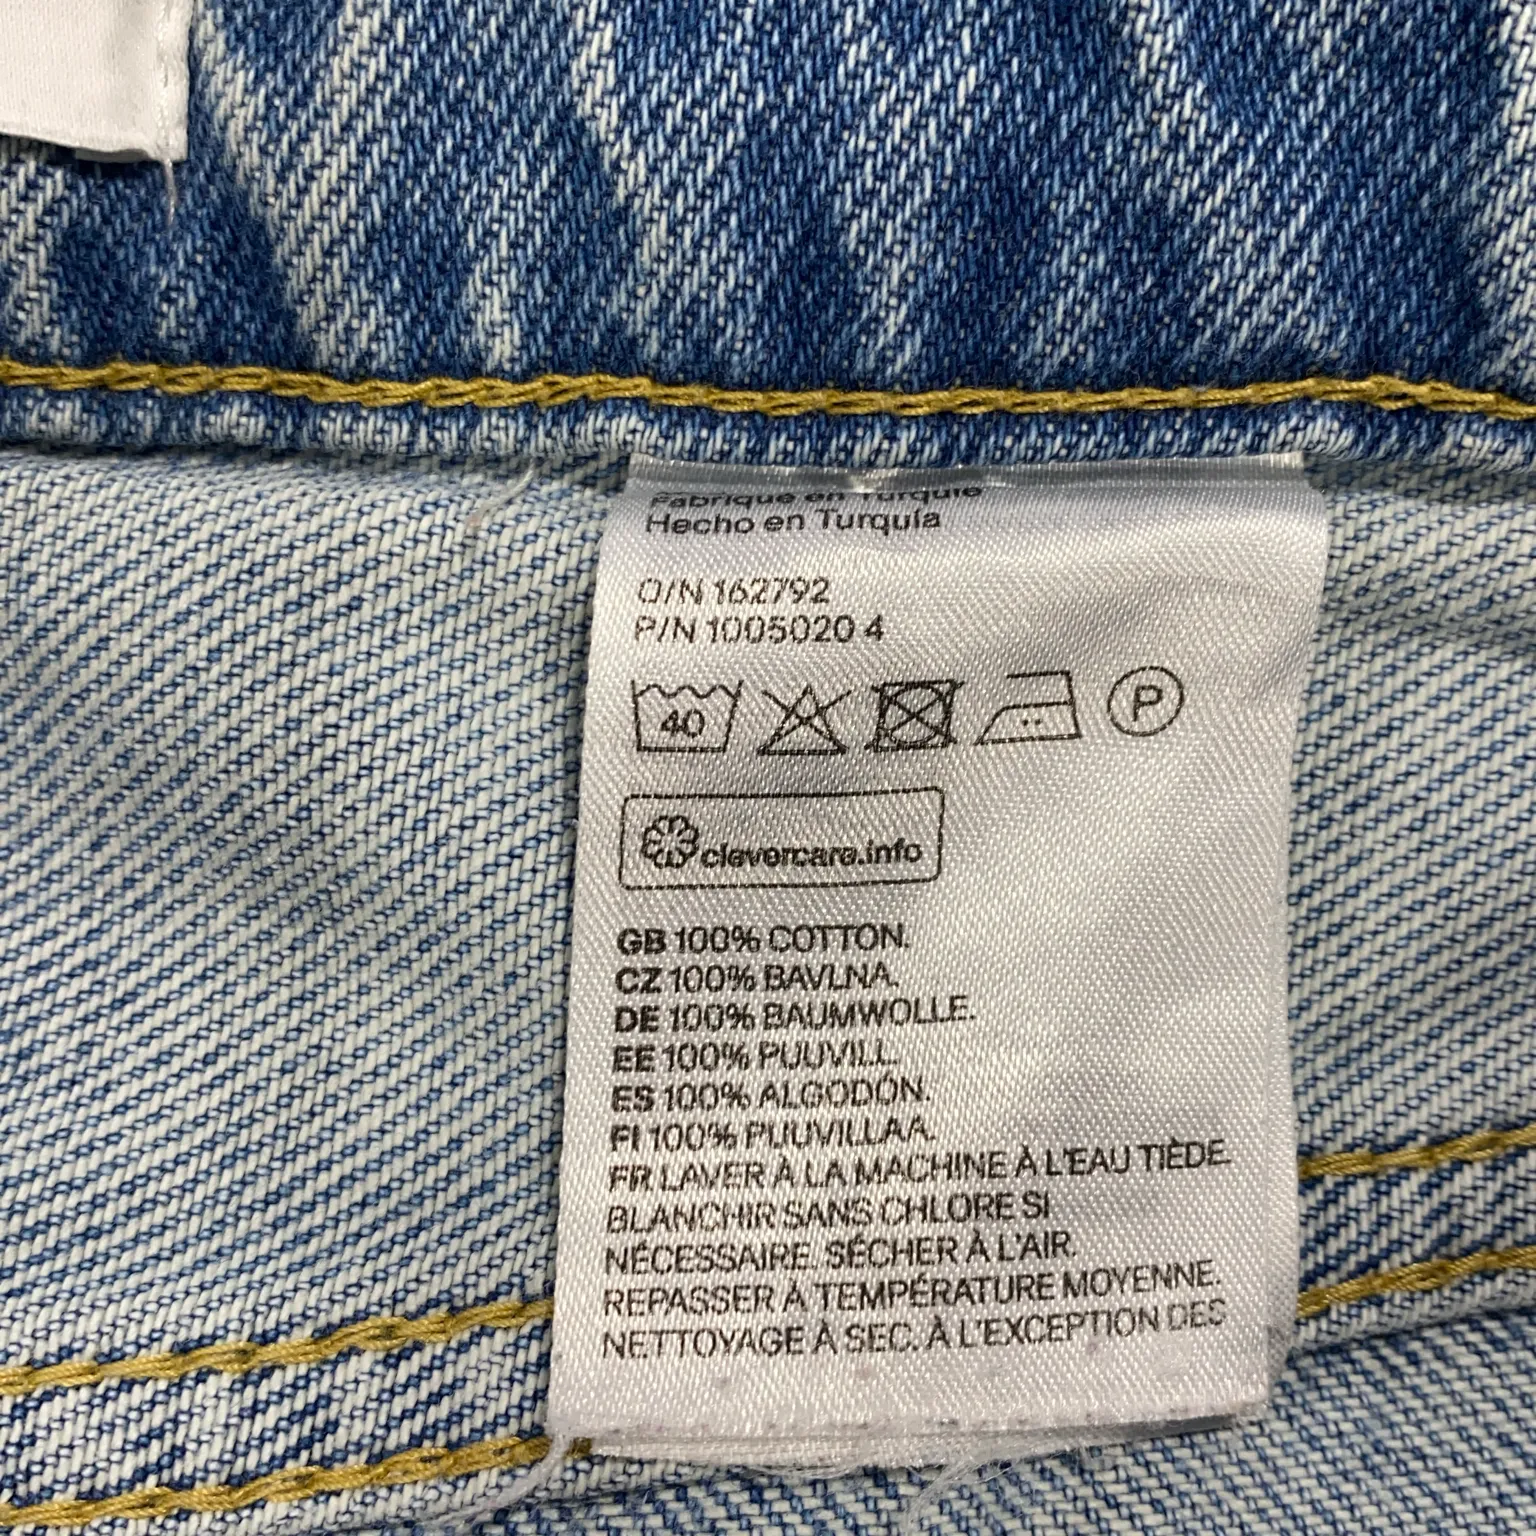 Fabriqué en Turquie
Hecho en Turquía
O/N 162792
P/N 1005020 4
40
P
clevercare.info
GB 100% COTTON.
CZ 100% BAVLNA.
DE 100% BAUMWOLLE.
EE 100% PUUVILL.
ES 100% ALGODÓN.
FI 100% PUUVILLAA.
FR LAVER À LA MACHINE À L'EAU TIÈDE.
BLANCHIR SANS CHLORE SI
NÉCESSAIRE. SÉCHER À L'AIR.
REPASSER À TEMPÉRATURE MOYENNE.
NETTOYAGE À SEC. À L'EXCEPTION DES